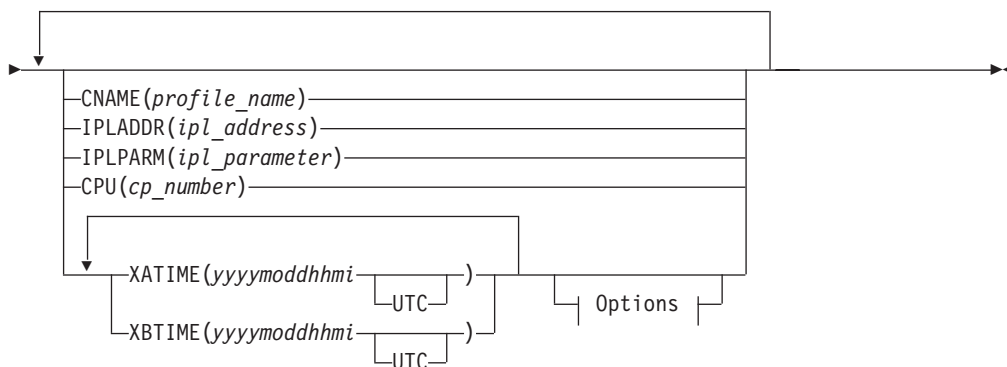 CNAME(profile_name)
IPLADDR(ipl_address)
IPLPARM(ipl_parameter)
CPU(cp_number)
XATIME(yyyymoddhhmi )
UTC
Options
XBTIME(yyyymoddhhmi )
UTC